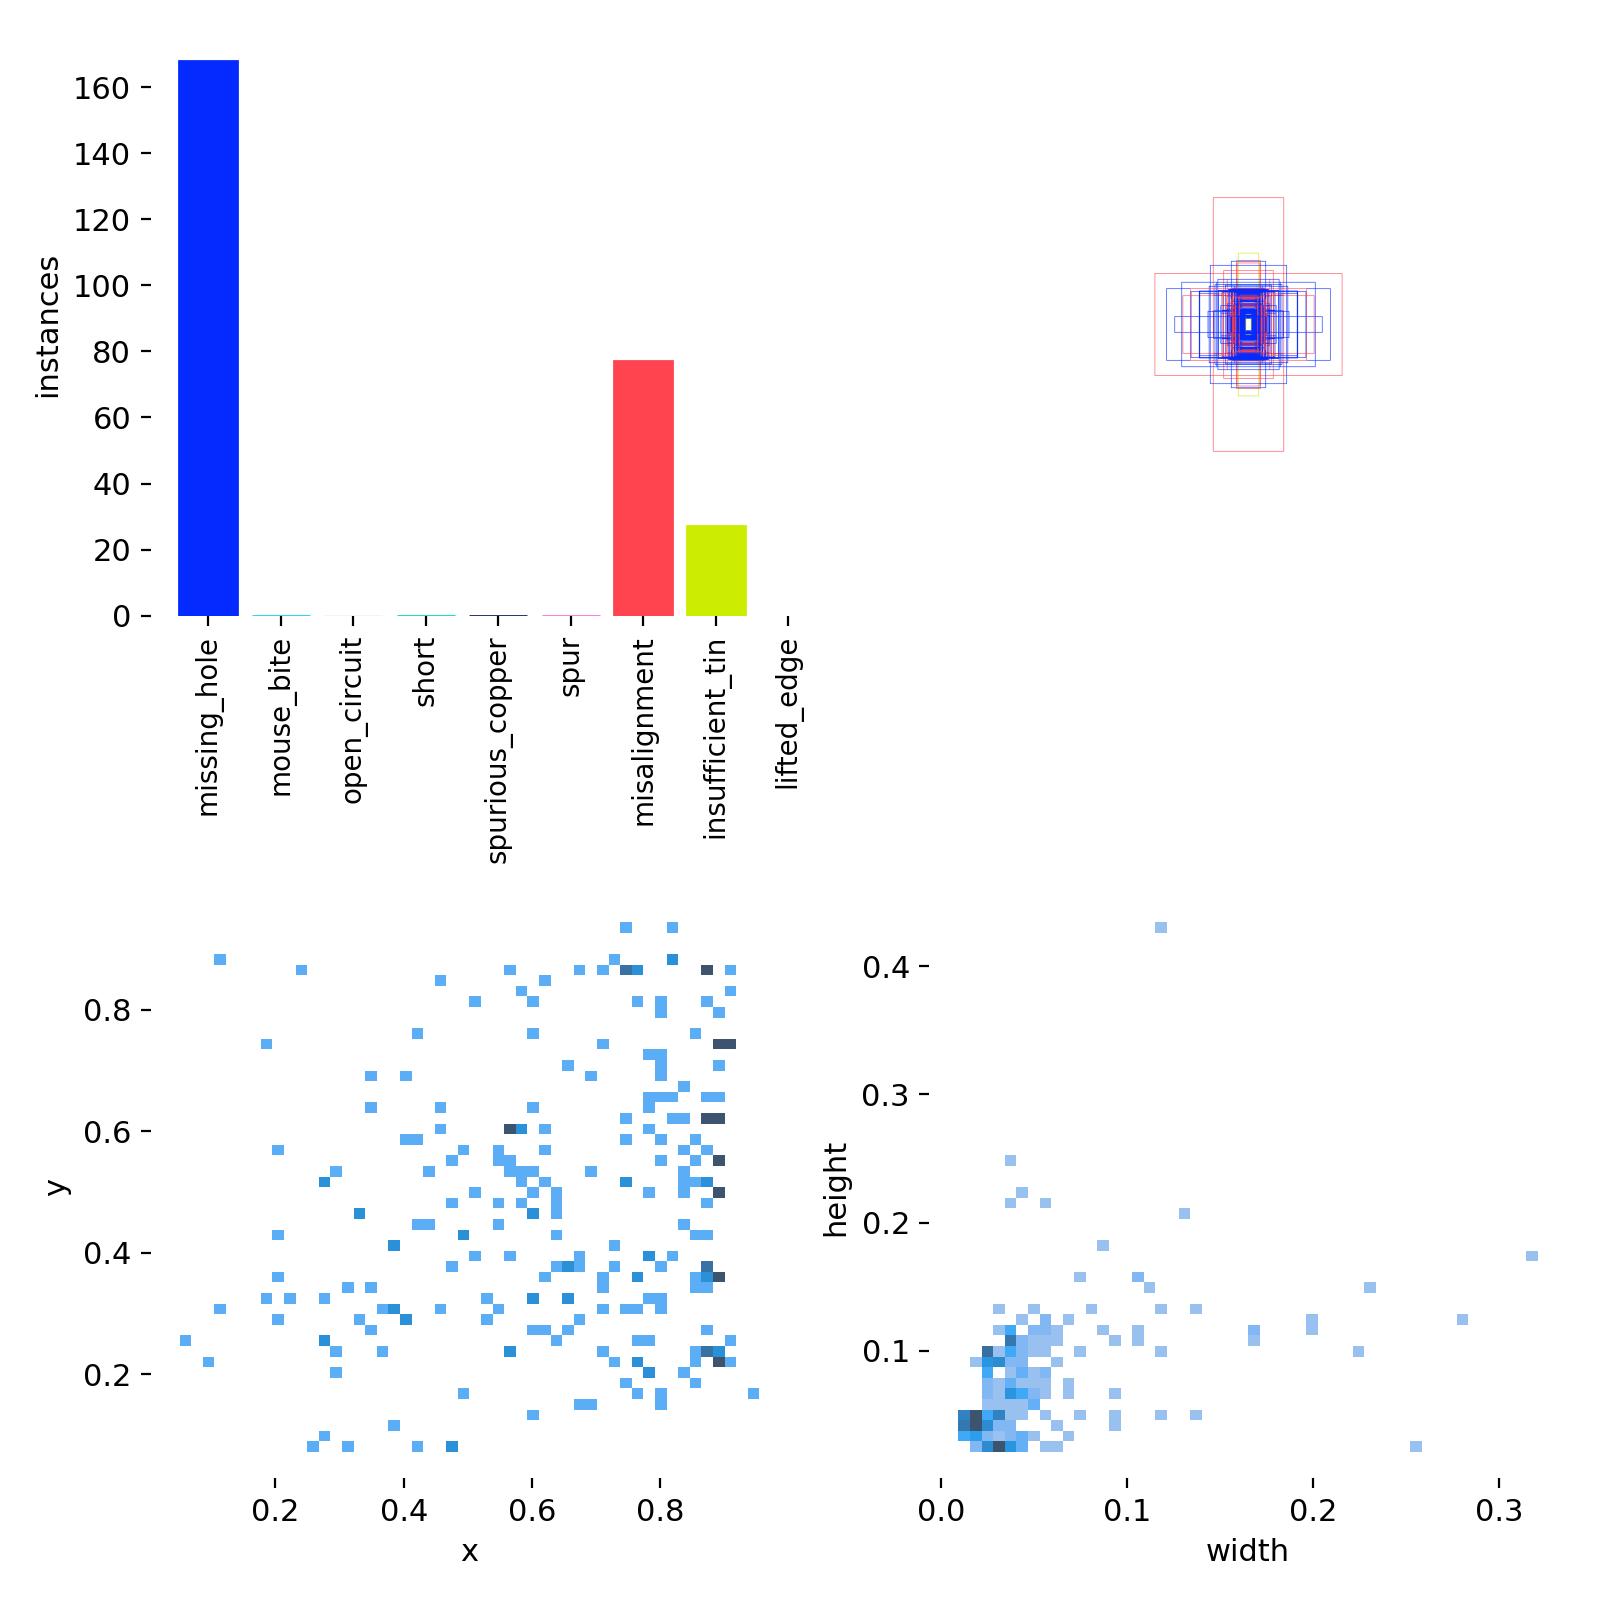 instances
160
140
120
100
80
60
40
20
0
missing_hole
mouse_bite
open_circuit
short
spurious_copper
spur
misalignment
insufficient_tin
lifted_edge
y
0.8
0.6
0.4
0.2
0.2 0.4 0.6 0.8
x
height
0.4
0.3
0.2
0.1
0.0 0.1 0.2 0.3
width